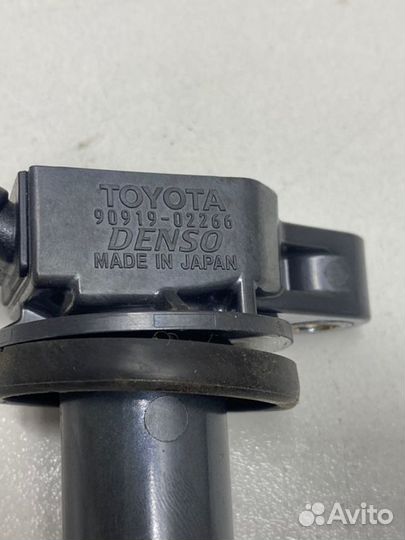 TOYOTA
90919-02266
DENSO
MADE IN JAPAN
Avito